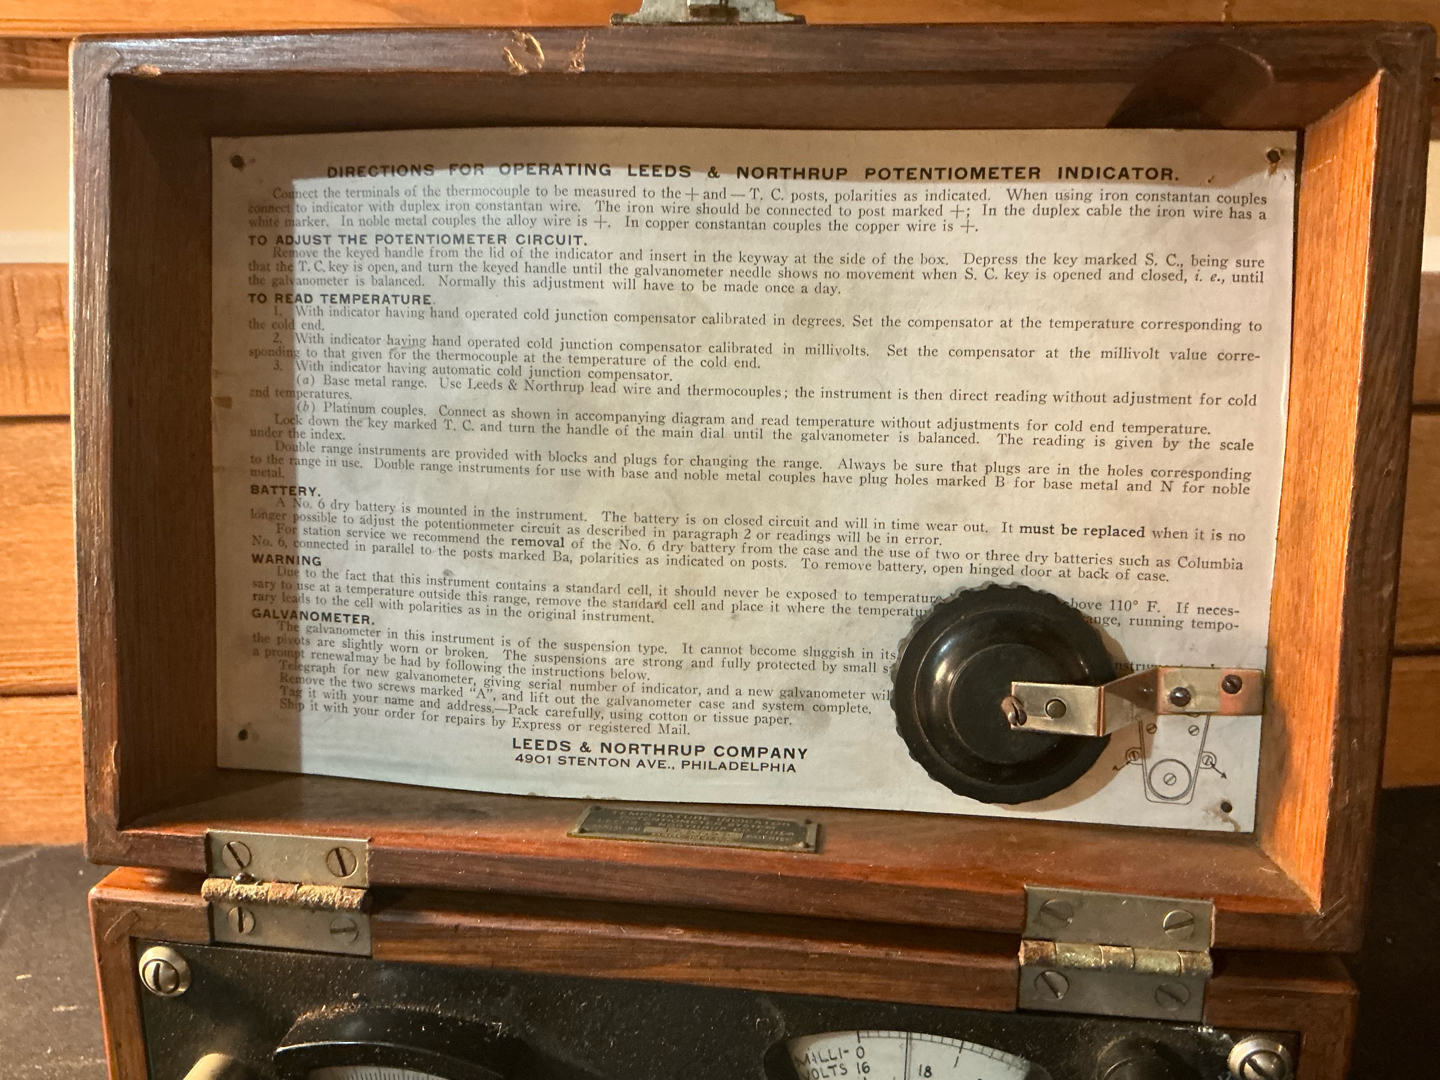 DIRECTIONS FOR OPERATING LEEDS & NORTHRUP POTENTIOMETER INDICATOR.
Connect the terminals of the thermocouple to be measured to the + and — T. C. posts, polarities as indicated. When using iron constantan couples
connect to indicator with duplex iron constantan wire. The iron wire should be connected to post marked +; In the duplex cable the iron wire has a
white marker. In noble metal couples the alloy wire is +. In copper constantan couples the copper wire is +.
TO ADJUST THE POTENTIOMETER CIRCUIT.
Remove the keyed handle from the lid of the indicator and insert in the keyway at the side of the box. Depress the key marked S. C., being sure
that the T. C. key is open, and turn the keyed handle until the galvanometer needle shows no movement when S. C. key is opened and closed, i. e., until
the galvanometer is balanced. Normally this adjustment will have to be made once a day.
TO READ TEMPERATURE.
1. With indicator having hand operated cold junction compensator calibrated in degrees. Set the compensator at the temperature corresponding to
the cold end.
2. With indicator having hand operated cold junction compensator calibrated in millivolts. Set the compensator at the millivolt value corre-
sponding to that given for the thermocouple at the temperature of the cold end.
3. With indicator having automatic cold junction compensator.
(a) Base metal range. Use Leeds & Northrup lead wire and thermocouples; the instrument is then direct reading without adjustment for cold
end temperatures.
(b) Platinum couples. Connect as shown in accompanying diagram and read temperature without adjustments for cold end temperature.
Lock down the key marked T. C. and turn the handle of the main dial until the galvanometer is balanced. The reading is given by the scale
under the index.
Double range instruments are provided with blocks and plugs for changing the range. Always be sure that plugs are in the holes corresponding
to the range in use. Double range instruments for use with base and noble metal couples have plug holes marked B for base metal and N for noble
metal.
BATTERY.
A No. 6 dry battery is mounted in the instrument. The battery is on closed circuit and will in time wear out. It must be replaced when it is no
longer possible to adjust the potentionmeter circuit as described in paragraph 2 or readings will be in error.
For station service we recommend the removal of the No. 6 dry battery from the case and the use of two or three dry batteries such as Columbia
No. 6, connected in parallel to the posts marked Ba, polarities as indicated on posts. To remove battery, open hinged door at back of case.
WARNING
Due to the fact that this instrument contains a standard cell, it should never be exposed to temperature above 110° F. If neces-
sary to use at a temperature outside this range, remove the standard cell and place it where the range, running tempo-
rary leads to the cell with polarities as in the original instrument.
GALVANOMETER.
The galvanometer in this instrument is of the suspension type. It cannot become sluggish in its
the pivots are slightly worn or broken. The suspensions are strong and fully protected by small
a prompt renewal may be had by following the instructions below.
Telegraph for new galvanometer, giving serial number of indicator, and a new galvanometer will
Remove the two screws marked "A", and lift out the galvanometer case and system complete.
Tag it with your name and address.—Pack carefully, using cotton or tissue paper.
Ship it with your order for repairs by Express or registered Mail.
LEEDS & NORTHRUP COMPANY
4901 STENTON AVE., PHILADELPHIA
MILLI- 0
VOLTS 16
18